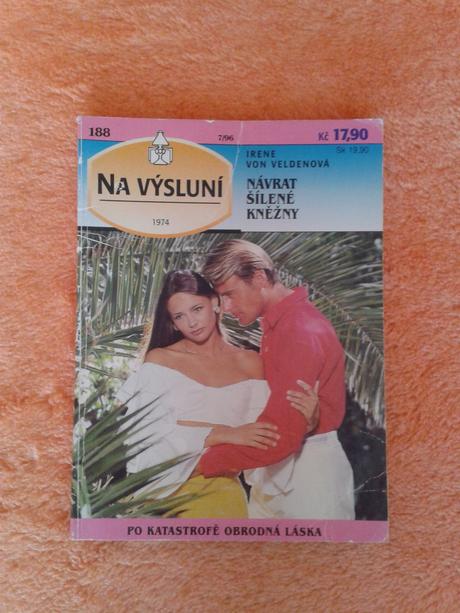 188
7/96
Kč 17,90
Sk 19,90
NA VÝSLUNÍ
1974
IRENE
VON VELDENOVÁ
NÁVRAT
ŠÍLENÉ
KNĚŽNY
PO KATASTROFĚ OBRODNÁ LÁSKA